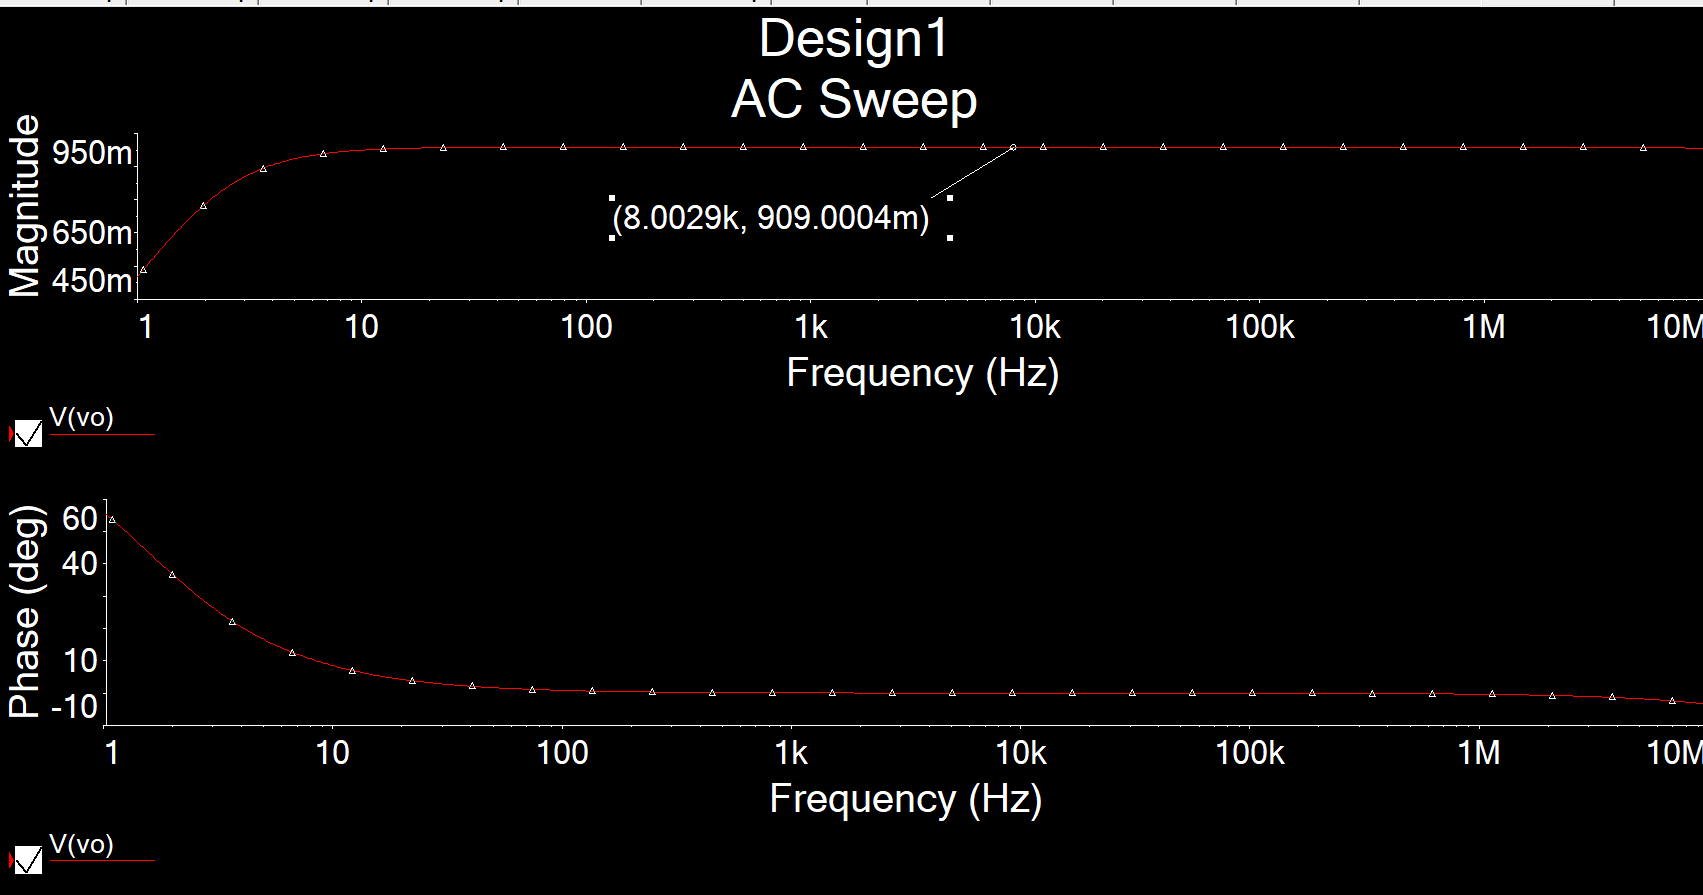 Design1
AC Sweep
Magnitude
950m
650m
450m
(8.0029k, 909.0004m)
1 10 100 1k 10k 100k 1M 10M
Frequency (Hz)
V(vo)
Phase (deg)
60
40
10
-10
1 10 100 1k 10k 100k 1M 10M
Frequency (Hz)
V(vo)